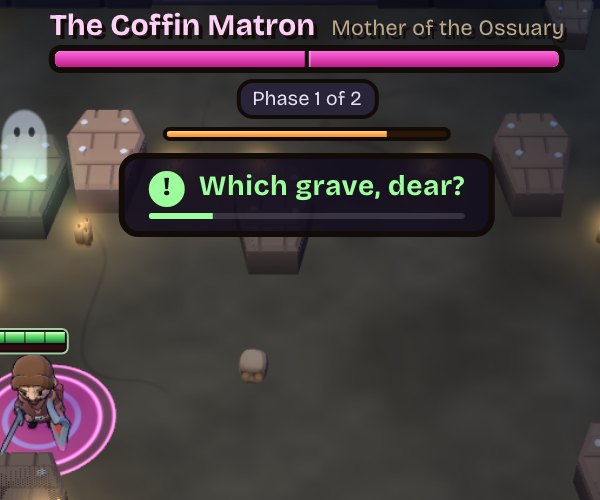 The Coffin Matron Mother of the Ossuary
Phase 1 of 2
! Which grave, dear?